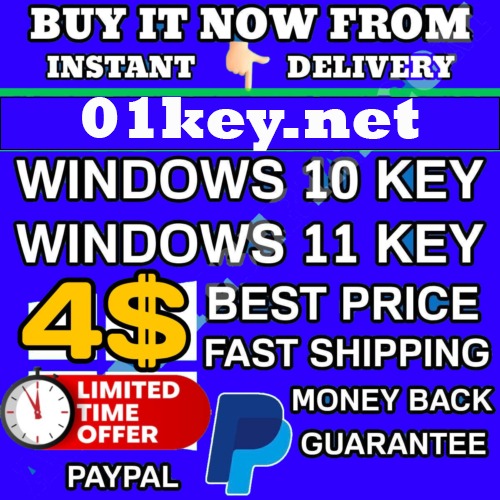 BUY IT NOW FROM
INSTANT DELIVERY
01key.net
WINDOWS 10 KEY
WINDOWS 11 KEY
4$ BEST PRICE
FAST SHIPPING
LIMITED
TIME
OFFER
MONEY BACK
GUARANTEE
PAYPAL